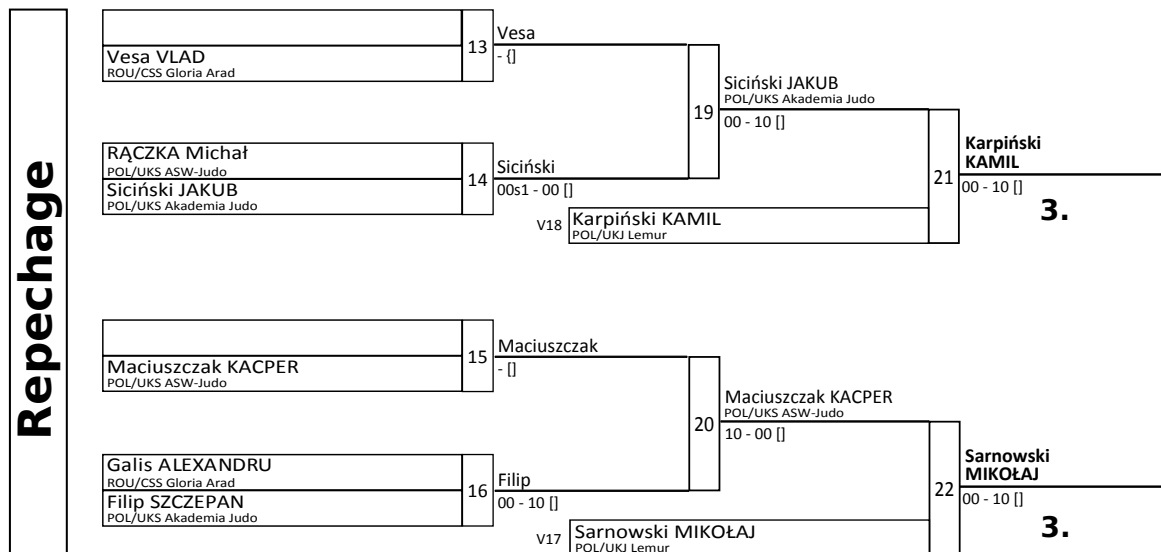 Repechage
Vesa VLAD
ROU/CSS Gloria Arad
13
Vesa
- {]
RĄCZKA Michał
POL/UKS ASW-Judo
Siciński JAKUB
POL/UKS Akademia Judo
14
Siciński
00s1 - 00 []
19
Siciński JAKUB
POL/UKS Akademia Judo
00 - 10 []
V18
Karpiński KAMIL
POL/UKJ Lemur
21
Karpiński
KAMIL
00 - 10 []
3.
Maciuszczak KACPER
POL/UKS ASW-Judo
15
Maciuszczak
- []
Galis ALEXANDRU
ROU/CSS Gloria Arad
Filip SZCZEPAN
POL/UKS Akademia Judo
16
Filip
00 - 10 []
20
Maciuszczak KACPER
POL/UKS ASW-Judo
10 - 00 []
V17
Sarnowski MIKOŁAJ
POL/UKJ Lemur
22
Sarnowski
MIKOŁAJ
00 - 10 []
3.